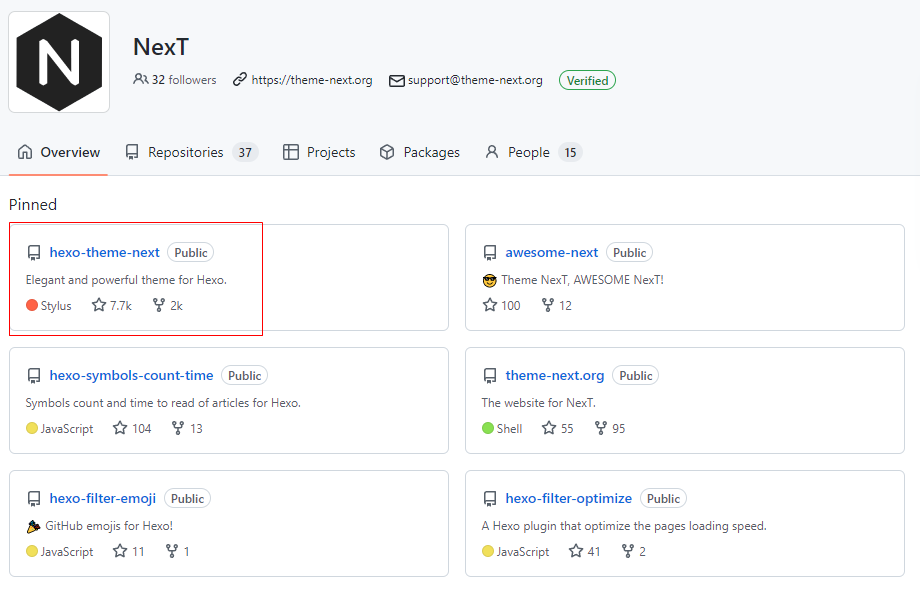 N
NexT
32 followers https://theme-next.org support@theme-next.org Verified
Overview Repositories 37 Projects Packages People 15
Pinned
hexo-theme-next Public
Elegant and powerful theme for Hexo.
Stylus 7.7k 2k
awesome-next Public
😎 Theme NexT, AWESOME NexT!
100 12
hexo-symbols-count-time Public
Symbols count and time to read of articles for Hexo.
JavaScript 104 13
theme-next.org Public
The website for NexT.
Shell 55 95
hexo-filter-emoji Public
🎉 GitHub emojis for Hexo!
JavaScript 11 1
hexo-filter-optimize Public
A Hexo plugin that optimize the pages loading speed.
JavaScript 41 2